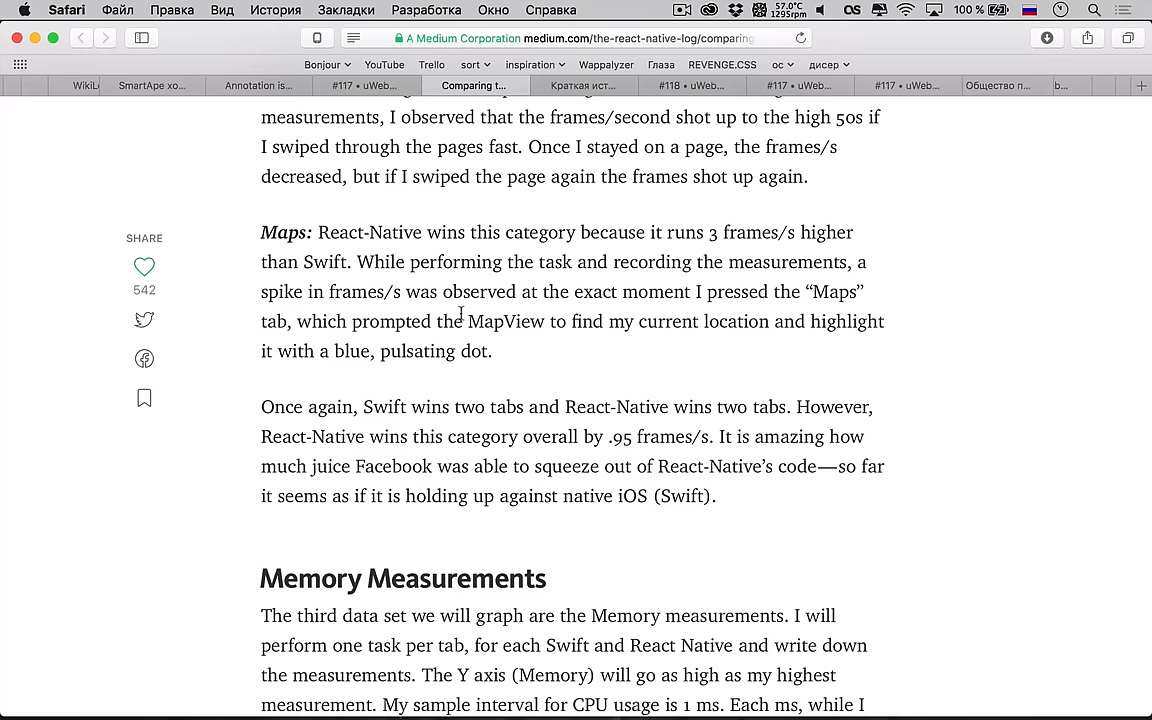 Safari Файл Правка Вид История Закладки Разработка Окно Справка 57.0°C 1295rpm 100 %
A Medium Corporation medium.com/the-react-native-log/comparing
Bonjour YouTube Trello sort inspiration Wappalyzer Глаза REVENGE.CSS ос дисер
WikiL SmartApe хо... Annotation is... #117 • uWeb... Comparing t... Краткая ист... #118 • uWeb... #117 • uWeb... #117 • uWeb... Общество п... b...
measurements, I observed that the frames/second shot up to the high 50s if
I swiped through the pages fast. Once I stayed on a page, the frames/s
decreased, but if I swiped the page again the frames shot up again.
SHARE
542
Maps: React-Native wins this category because it runs 3 frames/s higher
than Swift. While performing the task and recording the measurements, a
spike in frames/s was observed at the exact moment I pressed the “Maps”
tab, which prompted the MapView to find my current location and highlight
it with a blue, pulsating dot.
Once again, Swift wins two tabs and React-Native wins two tabs. However,
React-Native wins this category overall by .95 frames/s. It is amazing how
much juice Facebook was able to squeeze out of React-Native’s code—so far
it seems as if it is holding up against native iOS (Swift).
Memory Measurements
The third data set we will graph are the Memory measurements. I will
perform one task per tab, for each Swift and React Native and write down
the measurements. The Y axis (Memory) will go as high as my highest
measurement. My sample interval for CPU usage is 1 ms. Each ms, while I